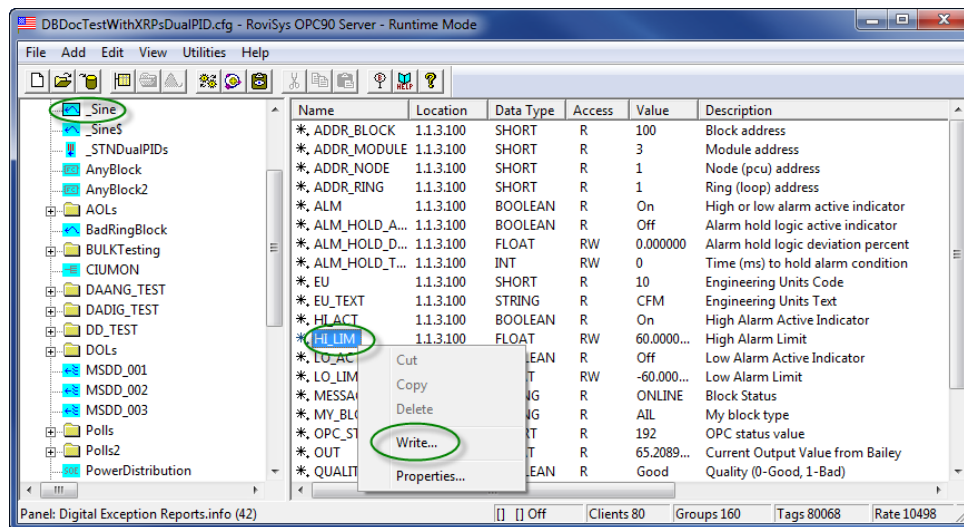 DBDocTestWithXRPsDualPID.cfg - RoviSys OPC90 Server - Runtime Mode
File Add Edit View Utilities Help
HELP
_Sine
_Sine$
_STNDualPIDs
AnyBlock
AnyBlock2
AOLs
BadRingBlock
BULKTesting
CIUMON
DAANG_TEST
DADIG_TEST
DD_TEST
DOLs
MSDD_001
MSDD_002
MSDD_003
Polls
Polls2
SOE PowerDistribution
Name Location Data Type Access Value Description
ADDR_BLOCK 1.1.3.100 SHORT R 100 Block address
ADDR_MODULE 1.1.3.100 SHORT R 3 Module address
ADDR_NODE 1.1.3.100 SHORT R 1 Node (pcu) address
ADDR_RING 1.1.3.100 SHORT R 1 Ring (loop) address
ALM 1.1.3.100 BOOLEAN R On High or low alarm active indicator
ALM_HOLD_A... 1.1.3.100 BOOLEAN R Off Alarm hold logic active indicator
ALM_HOLD_D... 1.1.3.100 FLOAT RW 0.000000 Alarm hold logic deviation percent
ALM_HOLD_T... 1.1.3.100 INT RW 0 Time (ms) to hold alarm condition
EU 1.1.3.100 SHORT R 10 Engineering Units Code
EU_TEXT 1.1.3.100 STRING R CFM Engineering Units Text
HI_ACT 1.1.3.100 BOOLEAN R On High Alarm Active Indicator
HI_LIM 1.1.3.100 FLOAT RW 60.0000... High Alarm Limit
LO_AC LEAN R Off Low Alarm Active Indicator
LO_LIM T RW -60.000... Low Alarm Limit
MESSA NG R ONLINE Block Status
MY_BLO NG R AIL My block type
OPC_ST RT R 192 OPC status value
OUT T R 65.2089... Current Output Value from Bailey
QUALIT LEAN R Good Quality (0-Good, 1-Bad)
Cut
Copy
Delete
Write...
Properties...
Panel: Digital Exception Reports.info (42) [] [] Off Clients 80 Groups 160 Tags 80068 Rate 10498